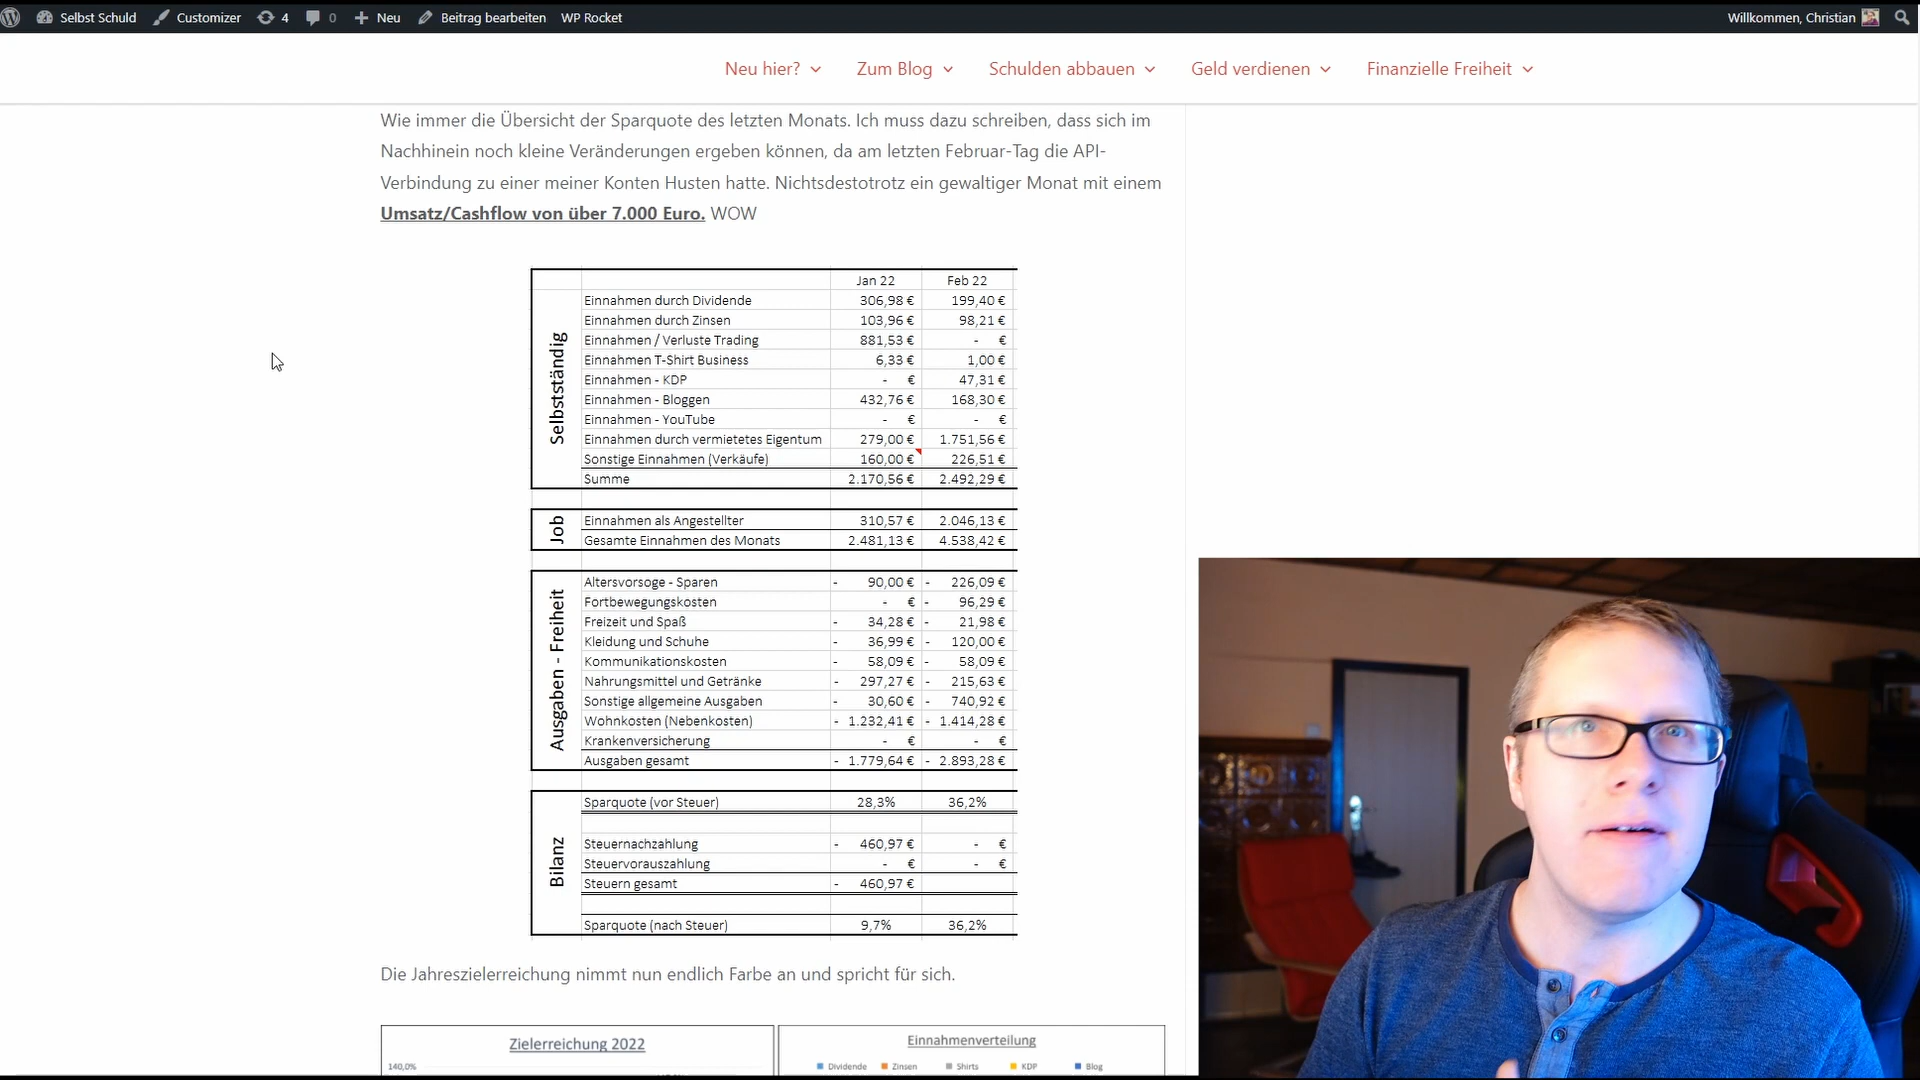 Selbst Schuld Customizer 4 0 Neu Beitrag bearbeiten WP Rocket Willkommen, Christian
Neu hier? Zum Blog Schulden abbauen Geld verdienen Finanzielle Freiheit
Wie immer die Übersicht der Sparquote des letzten Monats. Ich muss dazu schreiben, dass sich im
Nachhinein noch kleine Veränderungen ergeben können, da am letzten Februar-Tag die API-
Verbindung zu einer meiner Konten Husten hatte. Nichtsdestotrotz ein gewaltiger Monat mit einem
Umsatz/Cashflow von über 7.000 Euro. WOW
Jan 22 Feb 22
Selbstständig
Einnahmen durch Dividende 306,98 € 199,40 €
Einnahmen durch Zinsen 103,96 € 98,21 €
Einnahmen / Verluste Trading 881,53 € - €
Einnahmen T-Shirt Business 6,33 € 1,00 €
Einnahmen - KDP - € 47,31 €
Einnahmen - Bloggen 432,76 € 168,30 €
Einnahmen - YouTube - € - €
Einnahmen durch vermietetes Eigentum 279,00 € 1.751,56 €
Sonstige Einnahmen (Verkäufe) 160,00 € 226,51 €
Summe 2.170,56 € 2.492,29 €
Job
Einnahmen als Angestellter 310,57 € 2.046,13 €
Gesamte Einnahmen des Monats 2.481,13 € 4.538,42 €
Ausgaben - Freiheit
Altersvorsoge - Sparen - 90,00 € - 226,09 €
Fortbewegungskosten - € - 96,29 €
Freizeit und Spaß - 34,28 € - 21,98 €
Kleidung und Schuhe - 36,99 € - 120,00 €
Kommunikationskosten - 58,09 € - 58,09 €
Nahrungsmittel und Getränke - 297,27 € - 215,63 €
Sonstige allgemeine Ausgaben - 30,60 € - 740,92 €
Wohnkosten (Nebenkosten) - 1.232,41 € - 1.414,28 €
Krankenversicherung - € - €
Ausgaben gesamt - 1.779,64 € - 2.893,28 €
Bilanz
Sparquote (vor Steuer) 28,3% 36,2%
Steuernachzahlung - 460,97 € - €
Steuervorauszahlung - € - €
Steuern gesamt - 460,97 €
Sparquote (nach Steuer) 9,7% 36,2%
Die Jahreszielerreichung nimmt nun endlich Farbe an und spricht für sich.
Zielerreichung 2022
140,0%
Einnahmenverteilung
Dividende Zinsen Shirts KDP Blog